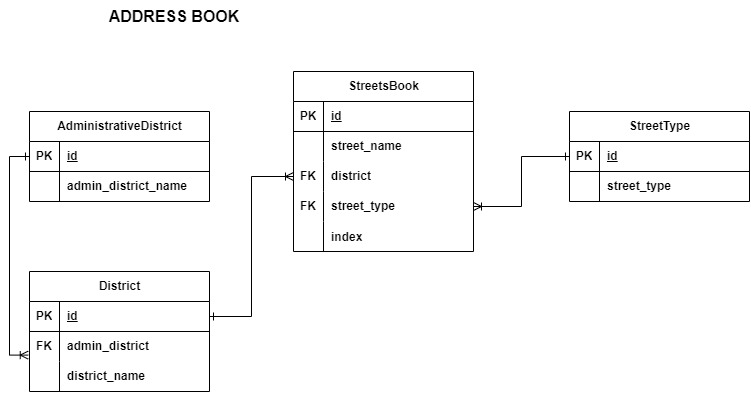 ADDRESS BOOK
StreetsBook
PK id
street_name
FK district
FK street_type
index
AdministrativeDistrict
PK id
admin_district_name
StreetType
PK id
street_type
District
PK id
FK admin_district
district_name